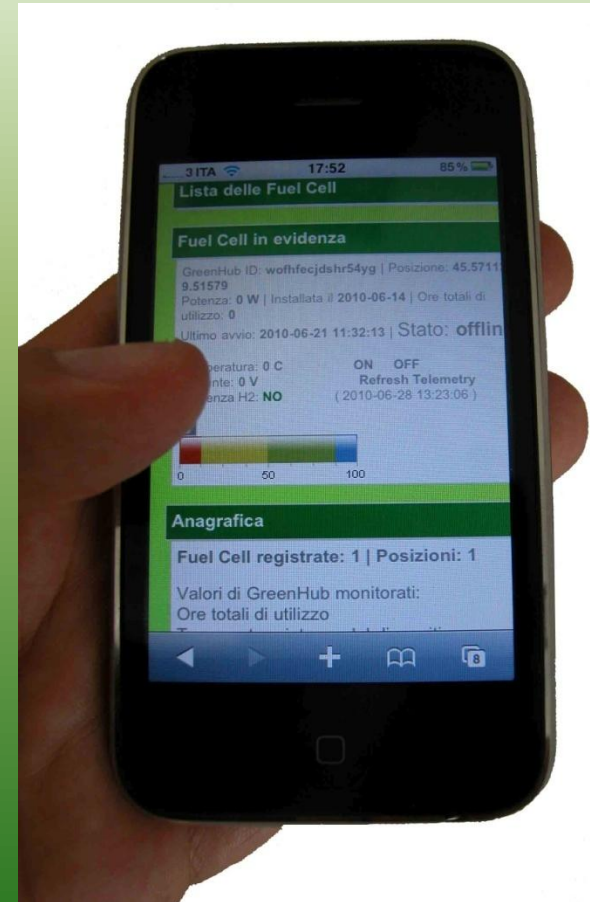 3 ITA 17:52 85%
Lista delle Fuel Cell
Fuel Cell in evidenza
GreenHub ID: wofhfecjdshr54yg | Posizione: 45.5711
9.51579
Potenza: 0 W | Installata il 2010-06-14 | Ore totali di
utilizzo: 0
Ultimo avvio: 2010-06-21 11:32:13 | Stato: offlin
peratura: 0 C ON OFF
nte: 0 V Refresh Telemetry
enza H2: NO ( 2010-06-28 13:23:06 )
0 50 100
Anagrafica
Fuel Cell registrate: 1 | Posizioni: 1
Valori di GreenHub monitorati:
Ore totali di utilizzo
8